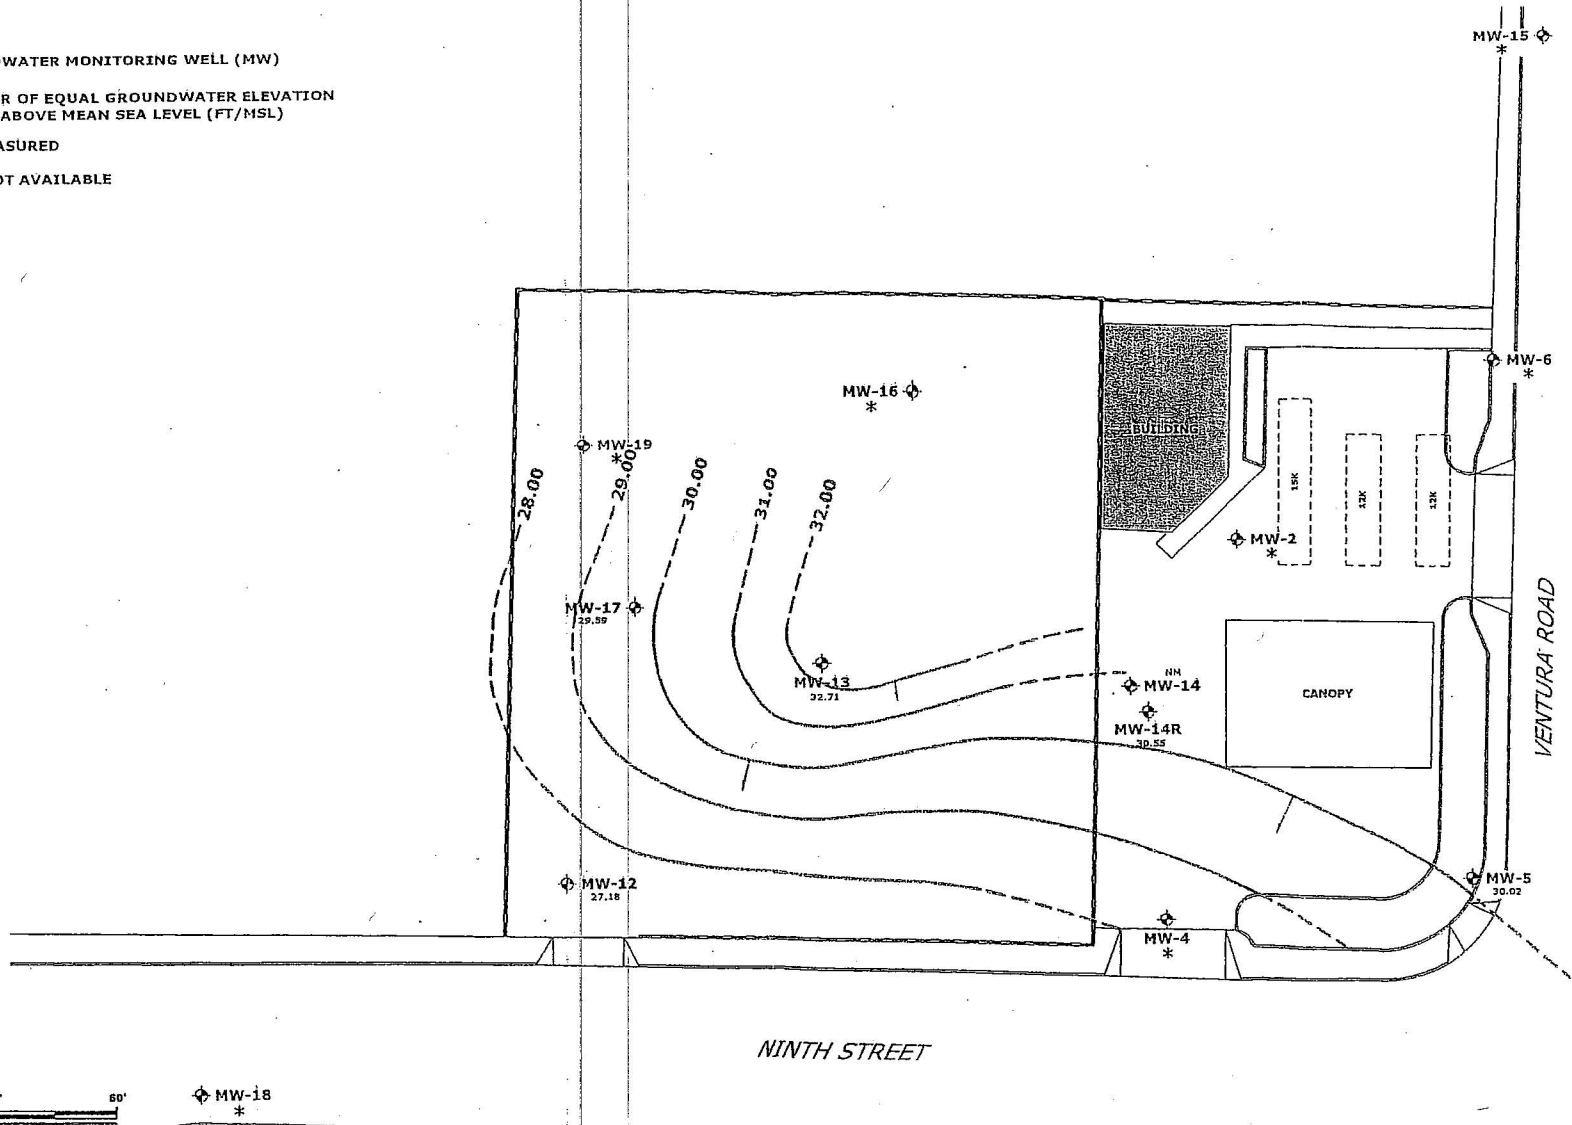 WATER MONITORING WELL (MW)
R OF EQUAL GROUNDWATER ELEVATION
ABOVE MEAN SEA LEVEL (FT/MSL)
ASURED
OT AVAILABLE
MW-15
*
MW-6
*
MW-16
*
BUILDING
MW-19
*
28.00
29.00
30.00
31.00
32.00
15K
12K
12K
MW-2
*
MW-17
29.59
MW-13
32.71
NM
MW-14
MW-14R
30.55
CANOPY
VENTURA ROAD
MW-12
27.18
MW-5
30.02
MW-4
*
NINTH STREET
60'
MW-18
*